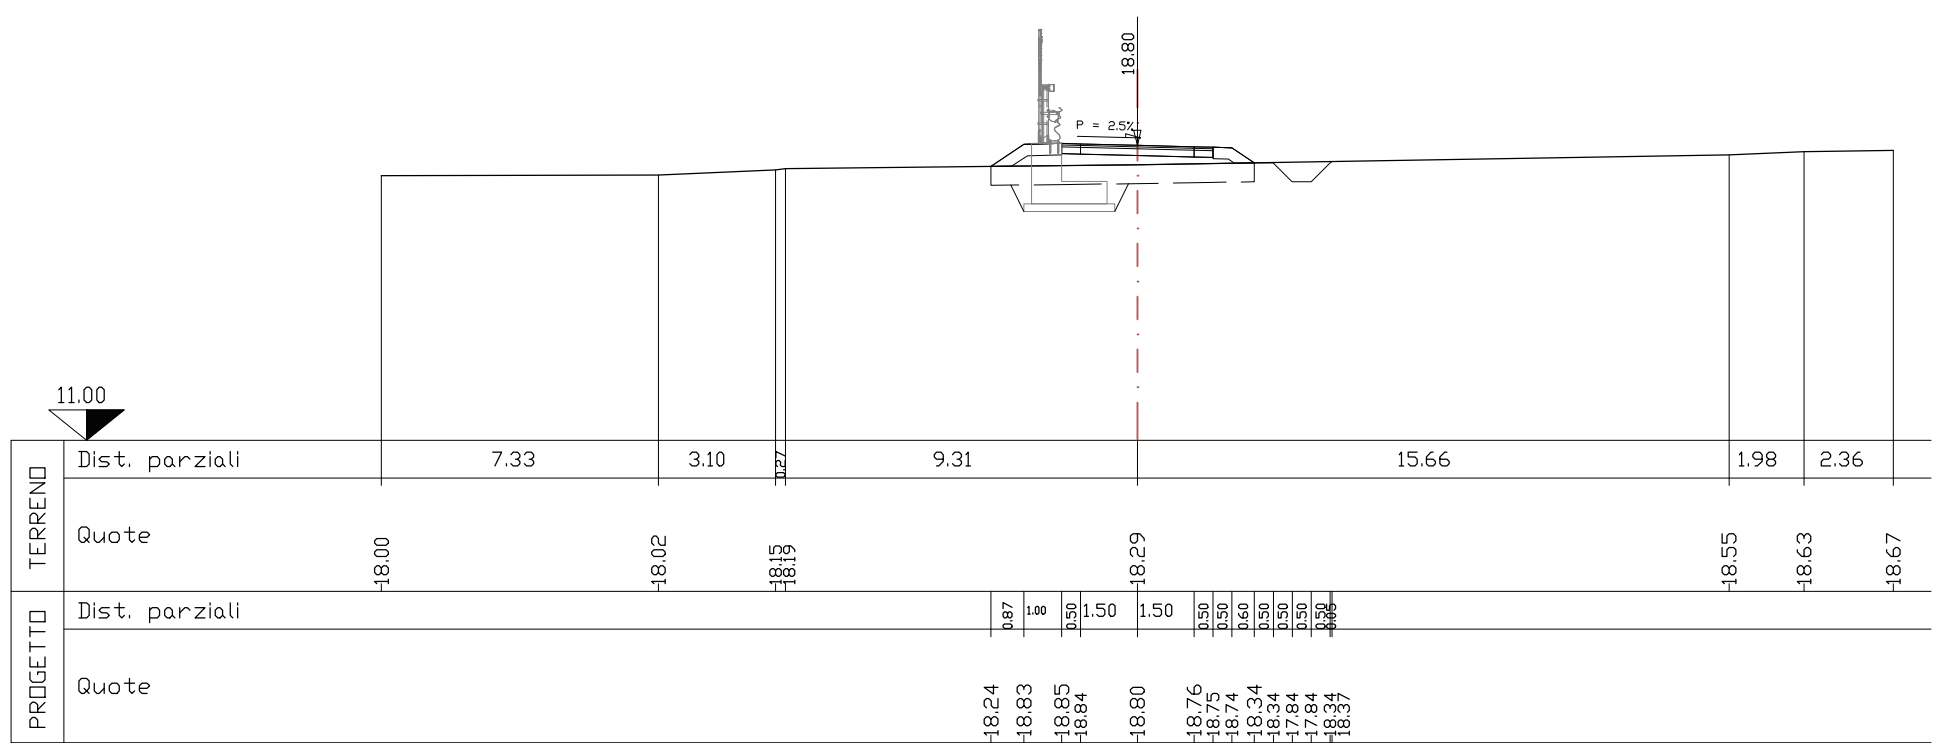 18.80
P = 2.5%
11.00
TERRENO
Dist. parziali
7.33 3.10 0.27 9.31 15.66 1.98 2.36
Quote
18.00 18.02 18.15 18.19 18.29 18.55 18.63 18.67
PROGETTO
Dist. parziali
0.87 1.00 0.50 1.50 1.50 0.50 0.50 0.60 0.50 0.50 0.50 0.50 0.05
Quote
18.24 18.83 18.85 18.84 18.80 18.76 18.75 18.74 18.34 18.34 17.84 17.84 18.34 18.37